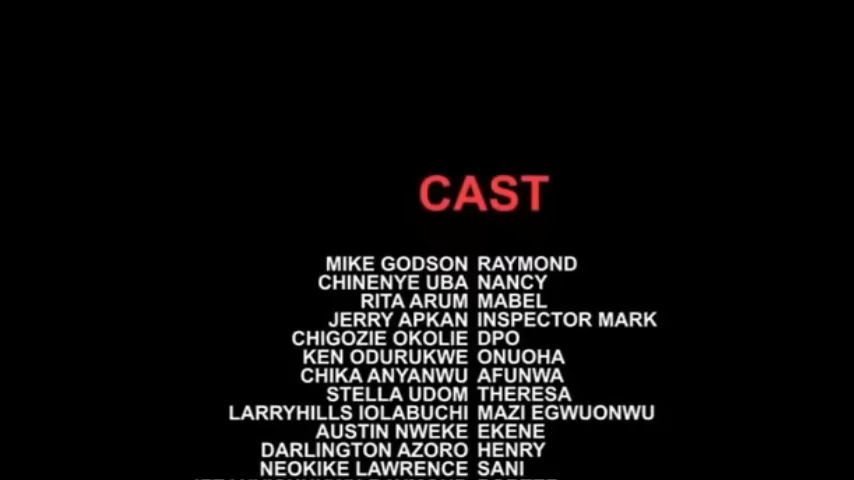 CAST
MIKE GODSON RAYMOND
CHINENYE UBA NANCY
RITA ARUM MABEL
JERRY APKAN INSPECTOR MARK
CHIGOZIE OKOLIE DPO
KEN ODURUKWE ONUOHA
CHIKA ANYANWU AFUNWA
STELLA UDOM THERESA
LARRYHILLS IOLABUCHI MAZI EGWUONWU
AUSTIN NWEKE EKENE
DARLINGTON AZORO HENRY
NEOKIKE LAWRENCE SANI